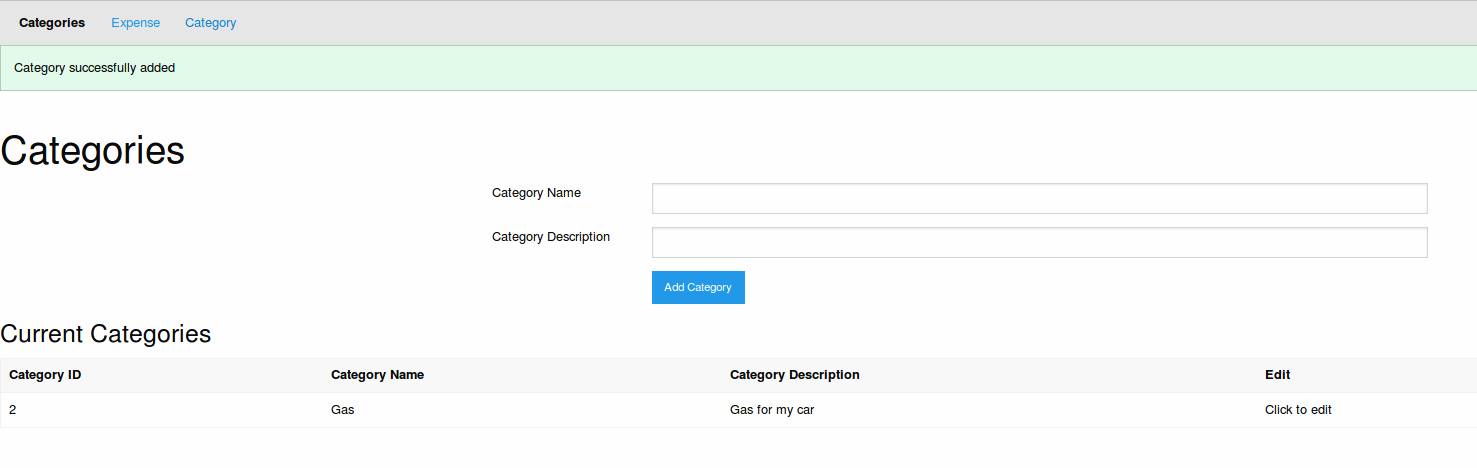 Categories Expense Category
Category successfully added
Categories
Category Name
Category Description
Add Category
Current Categories
Category ID Category Name Category Description Edit
2 Gas Gas for my car Click to edit